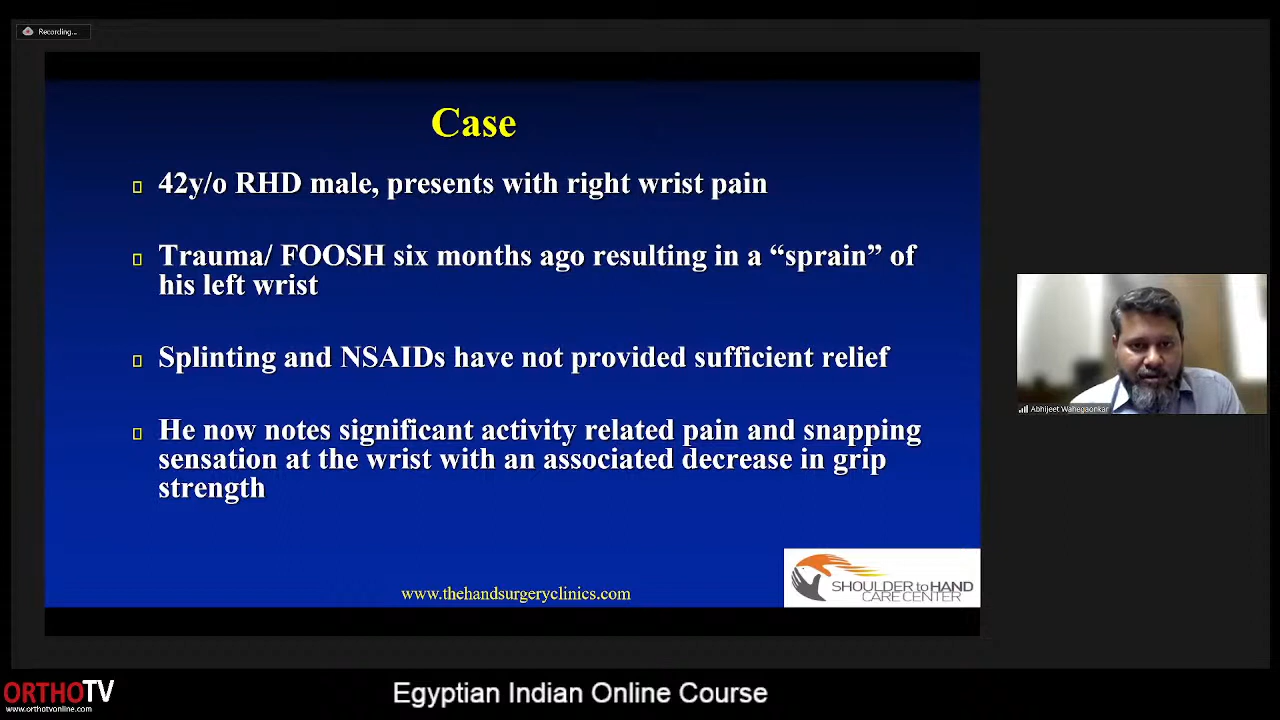 Recording...
Case
42y/o RHD male, presents with right wrist pain
Trauma/ FOOSH six months ago resulting in a “sprain” of
his left wrist
Splinting and NSAIDs have not provided sufficient relief
He now notes significant activity related pain and snapping
sensation at the wrist with an associated decrease in grip
strength
www.thehandsurgeryclinics.com
SHOULDER to HAND
CARE CENTER
Abhijeet Wahegaonkar
ORTHOTV
www.orthotvonline.com
Egyptian Indian Online Course